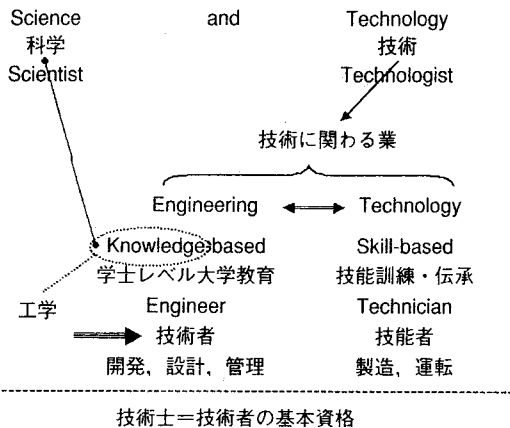 Science and Technology
科学 技術
Scientist Technologist
技術に関わる業
Engineering Technology
Knowledge-based Skill-based
学士レベル大学教育 技能訓練・伝承
工学 Engineer Technician
技術者 技能者
開発，設計，管理 製造，運転
技術士＝技術者の基本資格